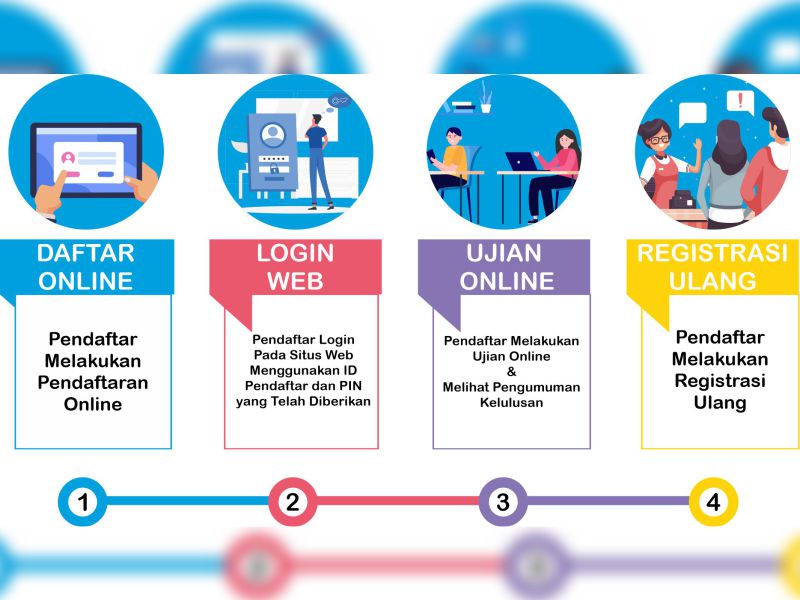 DAFTAR
ONLINE
Pendaftar
Melakukan
Pendaftaran
Online
LOGIN
WEB
Pendaftar Login
Pada Situs Web
Menggunakan ID
Pendaftar dan PIN
yang Telah Diberikan
UJIAN
ONLINE
Pendaftar Melakukan
Ujian Online
&
Melihat Pengumuman
Kelulusan
REGISTRASI
ULANG
Pendaftar
Melakukan
Registrasi
Ulang
1
2
3
4